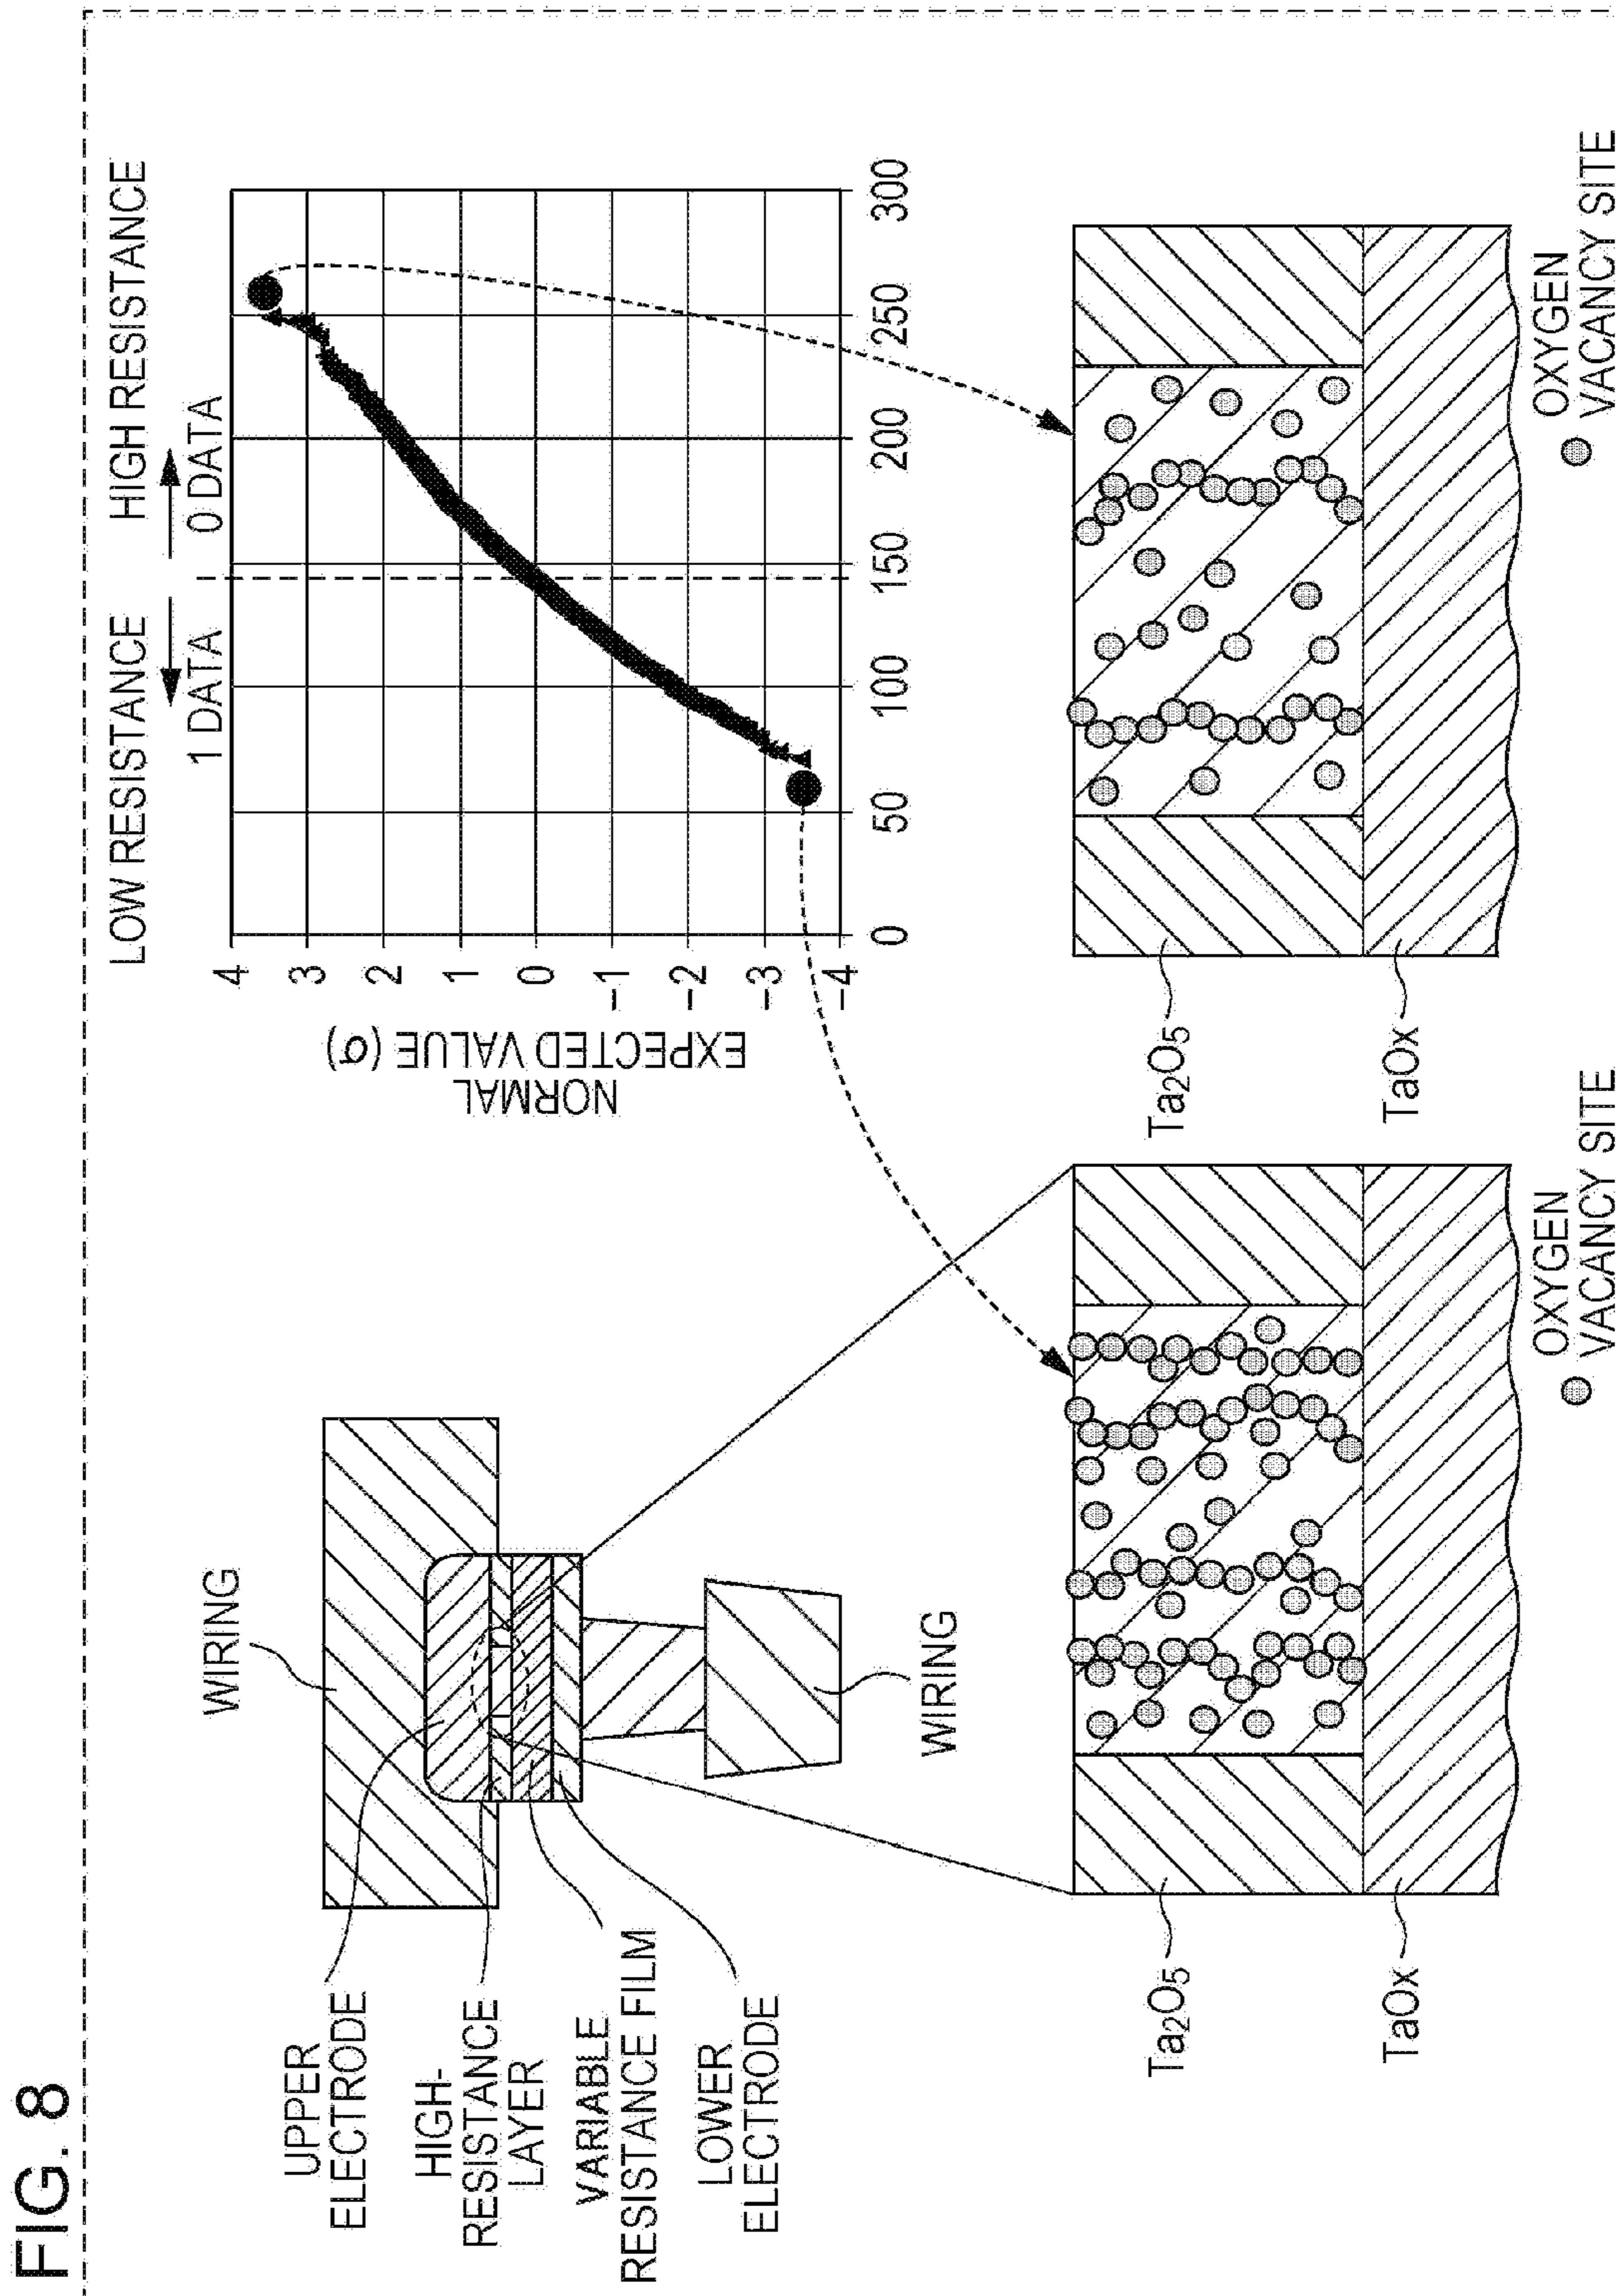 FIG. 8
WIRING
UPPER
ELECTRODE
HIGH-
RESISTANCE
LAYER
VARIABLE
RESISTANCE FILM
LOWER
ELECTRODE
WIRING
LOW RESISTANCE
HIGH RESISTANCE
1 DATA
0 DATA
NORMAL
EXPECTED VALUE (σ)
4
3
2
1
0
-1
-2
-3
-4
0
50
100
150
200
250
300
Ta₂O₅
TaOx
OXYGEN
VACANCY SITE
Ta₂O₅
TaOx
OXYGEN
VACANCY SITE